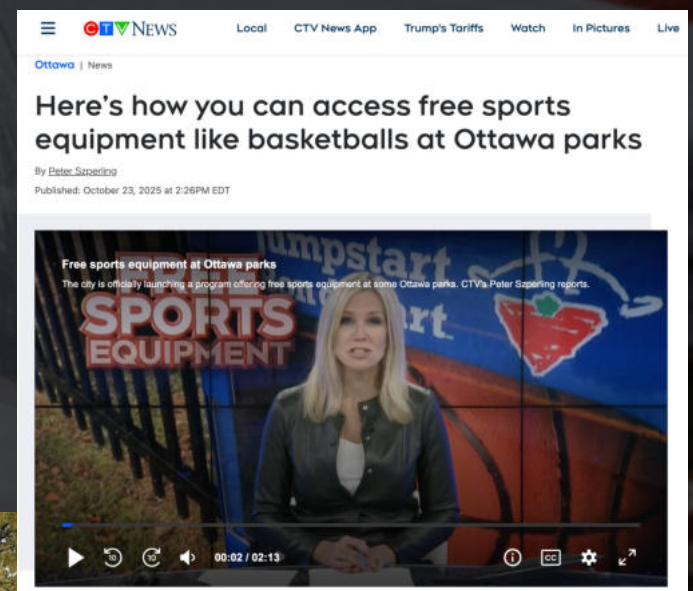 CTV NEWS
Local CTV News App Trump's Tariffs Watch In Pictures Live
Ottawa | News
Here's how you can access free sports
equipment like basketballs at Ottawa parks
By Peter Szperling
Published: October 23, 2025 at 2:26PM EDT
Free sports equipment at Ottawa parks
The city is officially launching a program offering free sports equipment at some Ottawa parks. CTV's Peter Szperling reports.
jumpstart
FREE
SPORTS
EQUIPMENT
10 10 00:02 / 02:13 CC